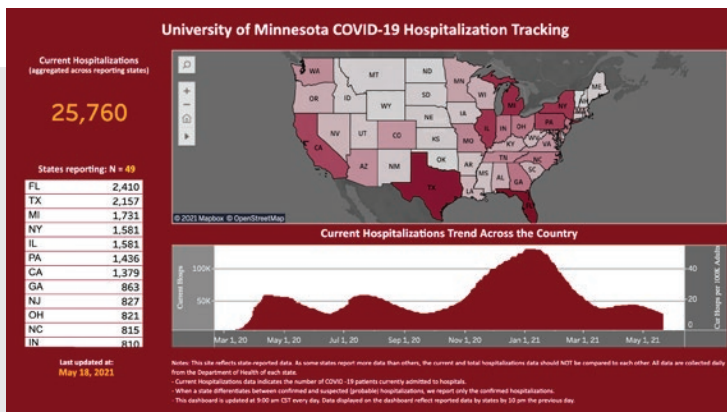 University of Minnesota COVID-19 Hospitalization Tracking
Current Hospitalizations
(aggregated across reporting states)
25,760
States reporting: N = 49
FL 2,410
TX 2,157
MI 1,731
NY 1,581
IL 1,581
PA 1,436
CA 1,379
GA 863
NJ 827
OH 821
NC 815
IN 810
Last updated at:
May 18, 2021
WA
MT
ND
MN
ME
OR
ID
SD
WI
MI
NY
WY
IA
PA
NV
UT
CO
NE
IL
IN
OH
CA
KS
MO
KY
WV
VA
AZ
NM
OK
AR
TN
NC
SC
TX
LA
MS
AL
GA
© 2021 Mapbox © OpenStreetMap
Current Hospitalizations Trend Across the Country
Current Hosps
100K
50K
40
20
0
Cur Hosps per 100K Adults
Mar 1, 20 May 1, 20 Jul 1, 20 Sep 1, 20 Nov 1, 20 Jan 1, 21 Mar 1, 21 May 1, 21
Notes: This site reflects state-reported data. As some states report more data than others, the current and total hospitalizations data should NOT be compared to each other. All data are collected daily
from the Department of Health of each state.
- Current Hospitalizations data indicates the number of COVID -19 patients currently admitted to hospitals.
- When a state differentiates between confirmed and suspected (probable) hospitalizations, we report only the confirmed hospitalizations.
- This dashboard is updated at 9:00 am CST every day. Data displayed on the dashboard reflect reported data by states by 10 pm the previous day.